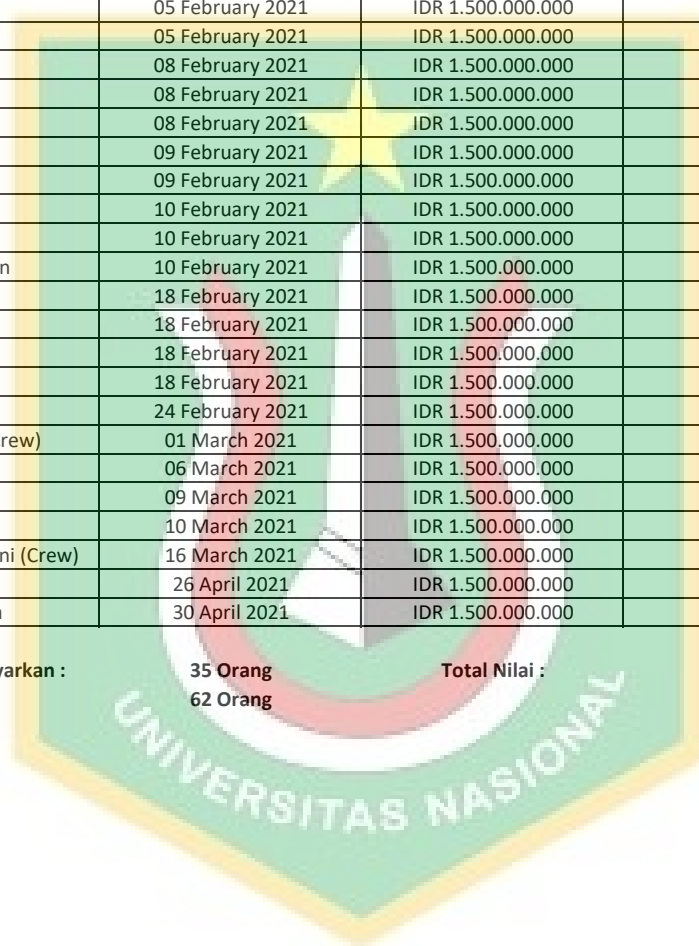 05 February 2021 IDR 1.500.000.000
05 February 2021 IDR 1.500.000.000
08 February 2021 IDR 1.500.000.000
08 February 2021 IDR 1.500.000.000
08 February 2021 IDR 1.500.000.000
09 February 2021 IDR 1.500.000.000
09 February 2021 IDR 1.500.000.000
10 February 2021 IDR 1.500.000.000
10 February 2021 IDR 1.500.000.000
n 10 February 2021 IDR 1.500.000.000
18 February 2021 IDR 1.500.000.000
18 February 2021 IDR 1.500.000.000
18 February 2021 IDR 1.500.000.000
18 February 2021 IDR 1.500.000.000
24 February 2021 IDR 1.500.000.000
rew) 01 March 2021 IDR 1.500.000.000
06 March 2021 IDR 1.500.000.000
09 March 2021 IDR 1.500.000.000
10 March 2021 IDR 1.500.000.000
ni (Crew) 16 March 2021 IDR 1.500.000.000
26 April 2021 IDR 1.500.000.000
30 April 2021 IDR 1.500.000.000
arkan : 35 Orang Total Nilai :
62 Orang
UNIVERSITAS NASIONAL